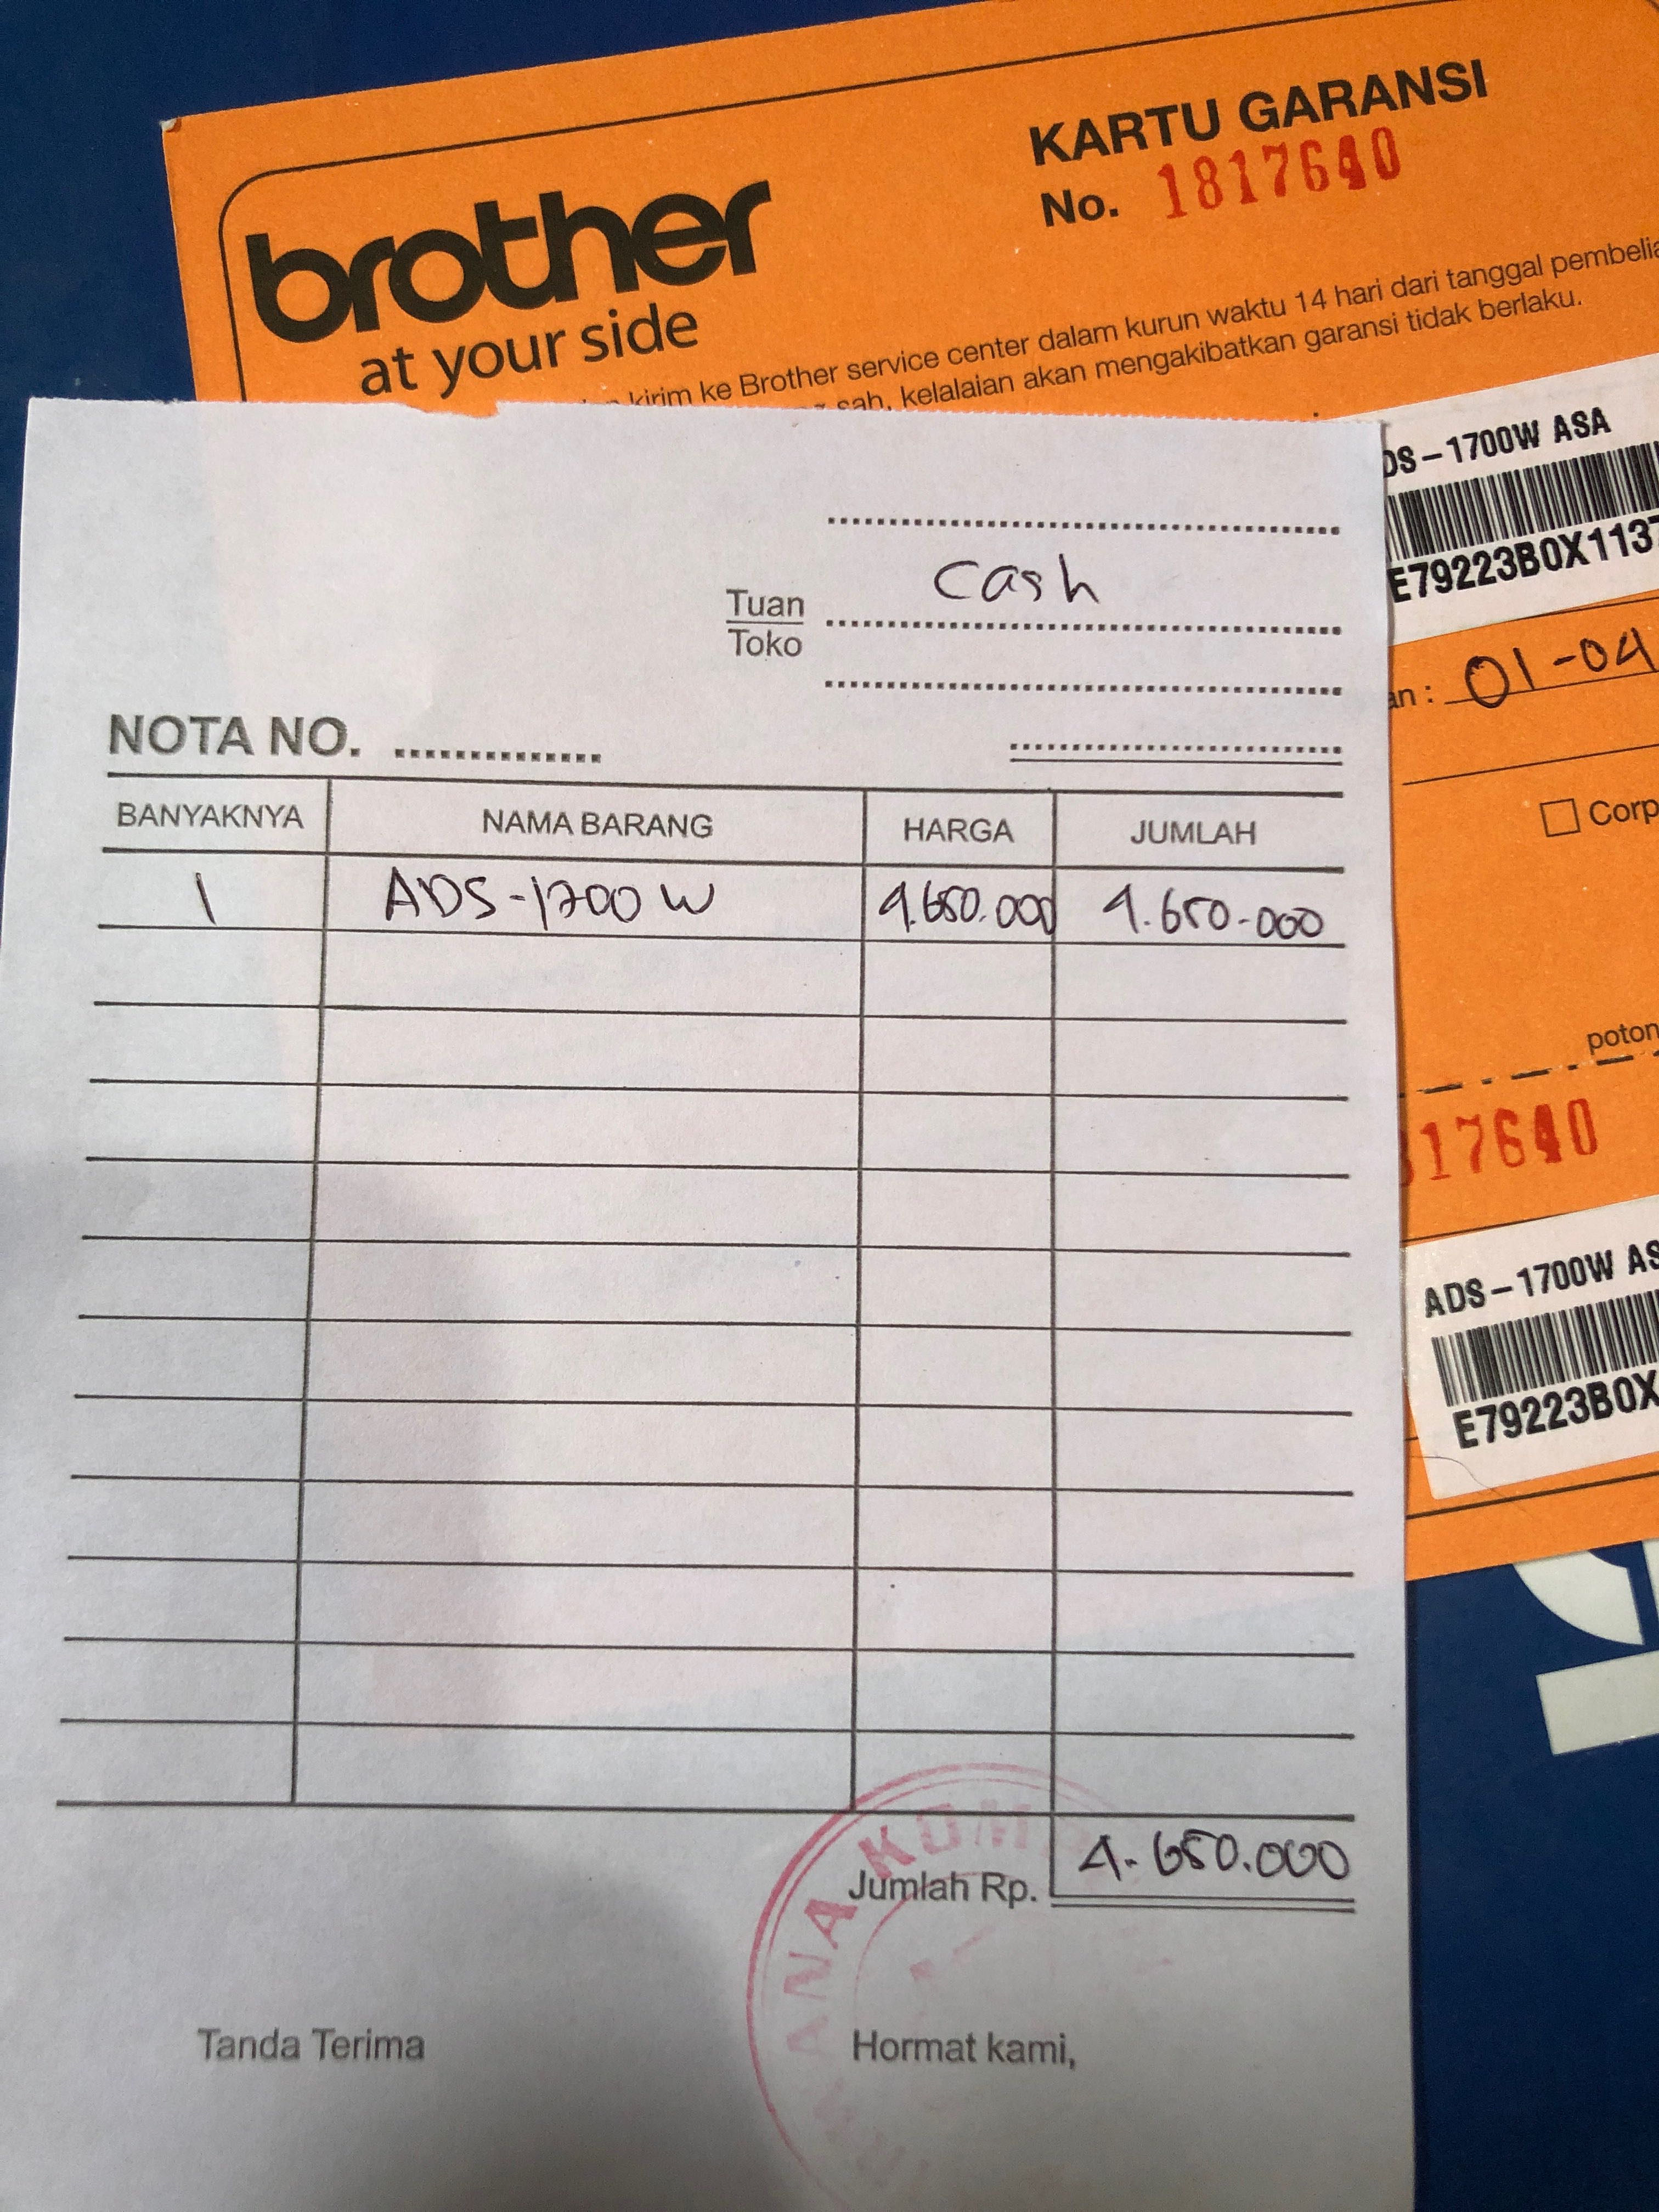 brother
at your side
KARTU GARANSI
No. 1817640
kirim ke Brother service center dalam kurun waktu 14 hari dari tanggal
sah, kelalaian akan mengakibatkan garansi tidak berlaku.
DS-1700W ASA
E79223B0X113
01-04
Corp
poton
17640
ADS-1700W AS
E79223B0X
cash
Tuan
Toko
NOTA NO.
BANYAKNYA NAMA BARANG HARGA JUMLAH
1 ADS-1700 W 4.650.000 4.650.000
Jumlah Rp. 4.650.000
ANA KOM
Tanda Terima Hormat kami,